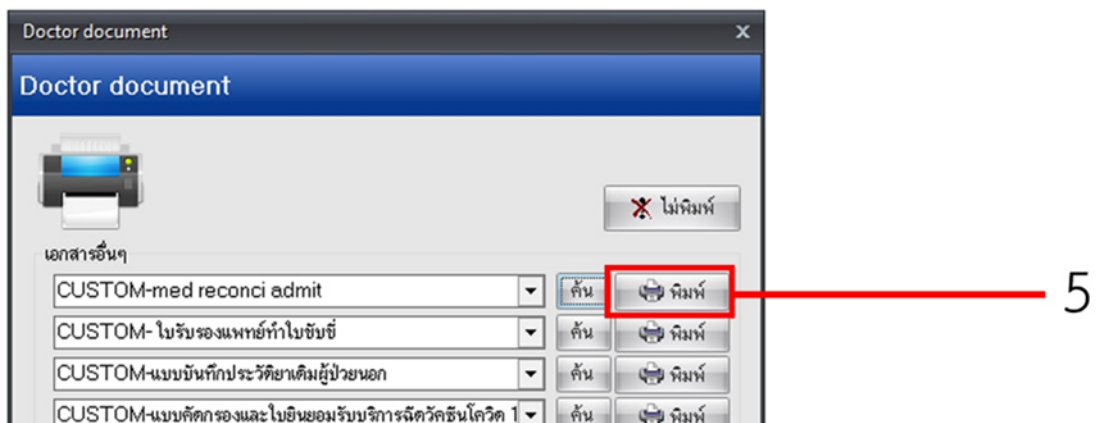 Doctor document x
Doctor document
ไม่พิมพ์
เอกสารอื่นๆ
CUSTOM-med reconci admit ค้น พิมพ์ 5
CUSTOM- ใบรับรองแพทย์ทำใบขับขี่ ค้น พิมพ์
CUSTOM-แบบบันทึกประวัติยาเดิมผู้ป่วยนอก ค้น พิมพ์
CUSTOM-แบบคัดกรองและใบยินยอมรับบริการฉีดวัคซีนโควิด 1 ค้น พิมพ์